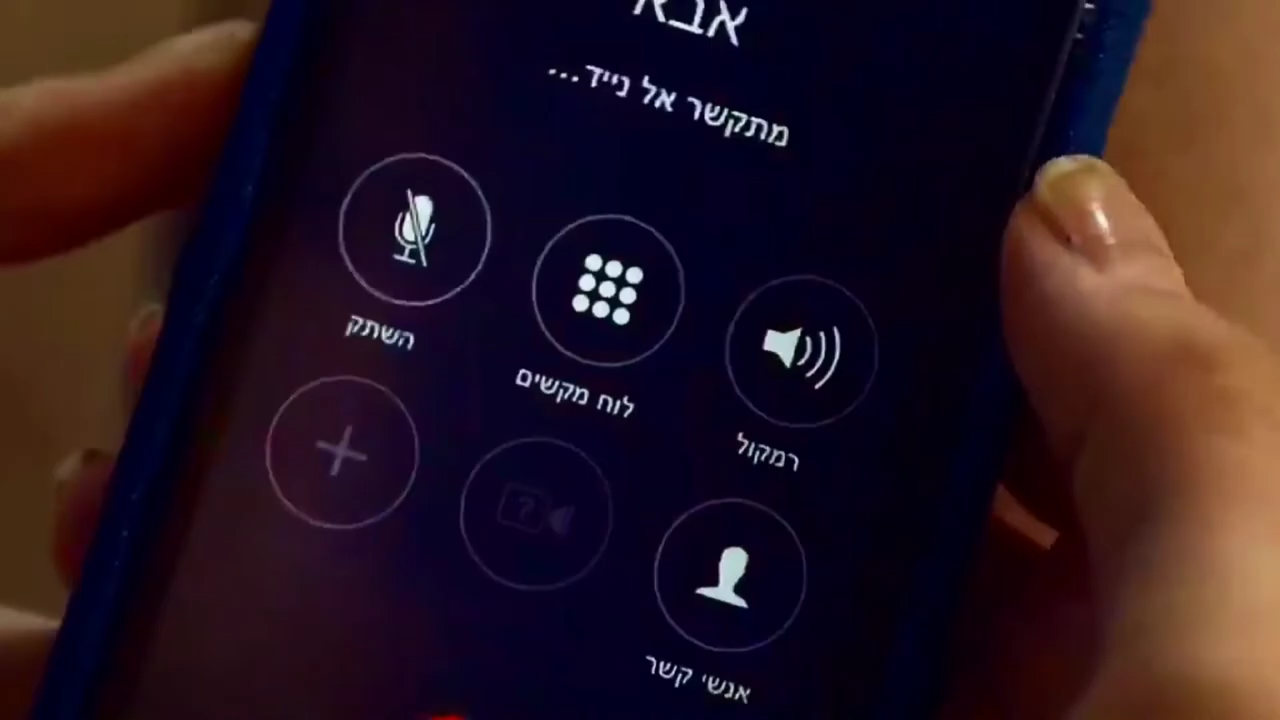 אבא
מתקשר אל נייד...
השתק
לוח מקשים
רמקול
אנשי קשר